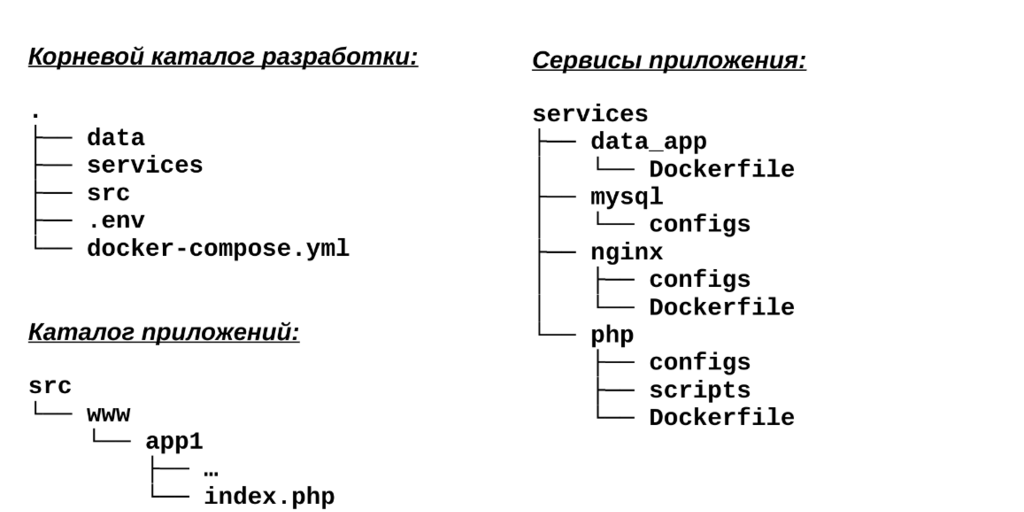 Корневой каталог разработки:
.
├── data
├── services
├── src
├── .env
└── docker-compose.yml
Каталог приложений:
src
└── www
    └── app1
        ├── …
        └── index.php
Сервисы приложения:
services
├── data_app
│   └── Dockerfile
├── mysql
│   └── configs
├── nginx
│   ├── configs
│   └── Dockerfile
└── php
    ├── configs
    ├── scripts
    └── Dockerfile